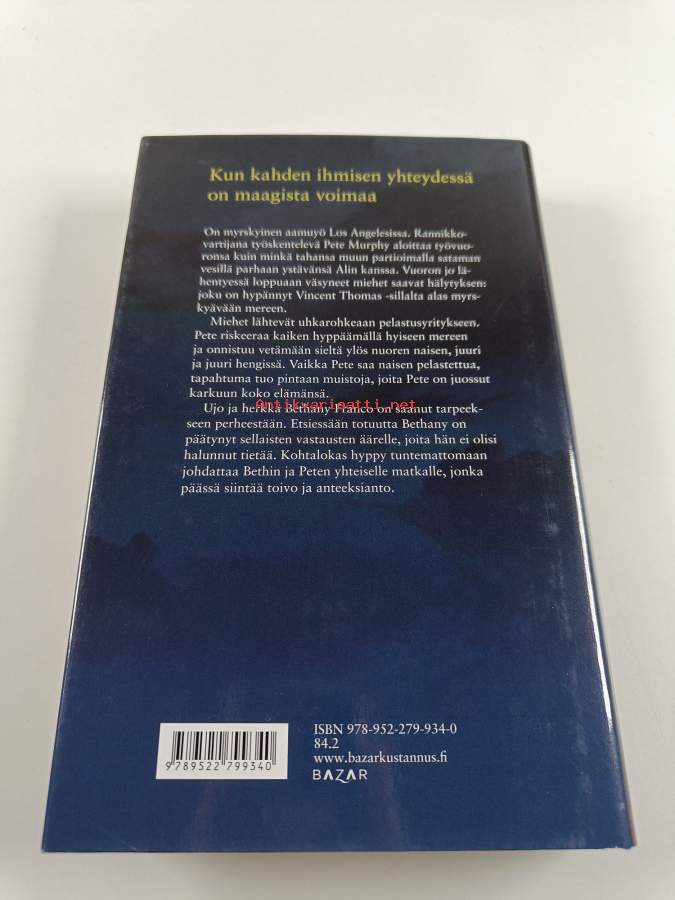 Kun kahden ihmisen yhteydessä
on maagista voimaa
On myrskyinen aamuyö Los Angelesissa. Rannikko-
vartijana työskentelevä Pete Murphy aloittaa työvuo-
ronsa kuin minkä tahansa muun partioimalla sataman
vesillä parhaan ystävänsä Alin kanssa. Vuoron jo lä-
hentyessä loppuaan väsyneet miehet saavat hälytyksen:
joku on hypännyt Vincent Thomas -sillalta alas myrs-
kyävään mereen.
Miehet lähtevät uhkarohkeaan pelastusyritykseen.
Pete riskeeraa kaiken hyppäämällä hyiseen mereen
ja onnistuu vetämään sieltä ylös nuoren naisen, juuri
ja juuri hengissä. Vaikka Pete saa naisen pelastettua,
tapahtuma tuo pintaan muistoja, joita Pete on juossut
karkuun koko elämänsä.
Antikvariaatti.net
Ujo ja herkkä Bethany Franco on saanut tarpeek-
seen perheestään. Etsiessään totuutta Bethany on
päätynyt sellaisten vastausten äärelle, joita hän ei olisi
halunnut tietää. Kohtalokas hyppy tuntemattomaan
johdattaa Bethin ja Peten yhteiselle matkalle, jonka
päässä siintää toivo ja anteeksianto.
ISBN 978-952-279-934-0
84.2
www.bazarkustannus.fi
BAZAR
9 789522 799340